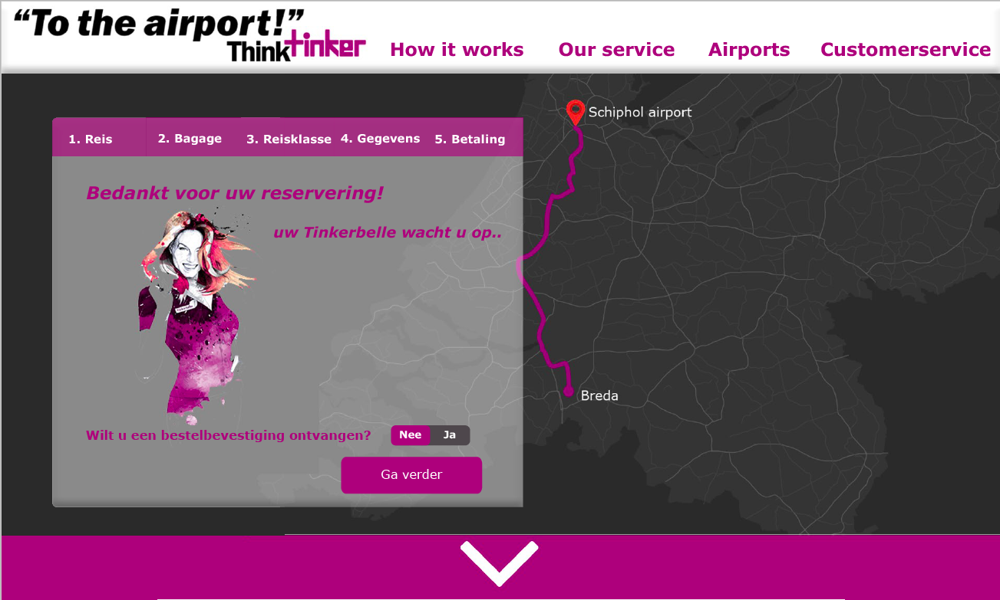 “To the airport!”
Think tinker
How it works
Our service
Airports
Customerservice
Schiphol airport
1. Reis
2. Bagage
3. Reisklasse
4. Gegevens
5. Betaling
Bedankt voor uw reservering!
uw Tinkerbelle wacht u op..
Breda
Wilt u een bestelbevestiging ontvangen?
Nee
Ja
Ga verder